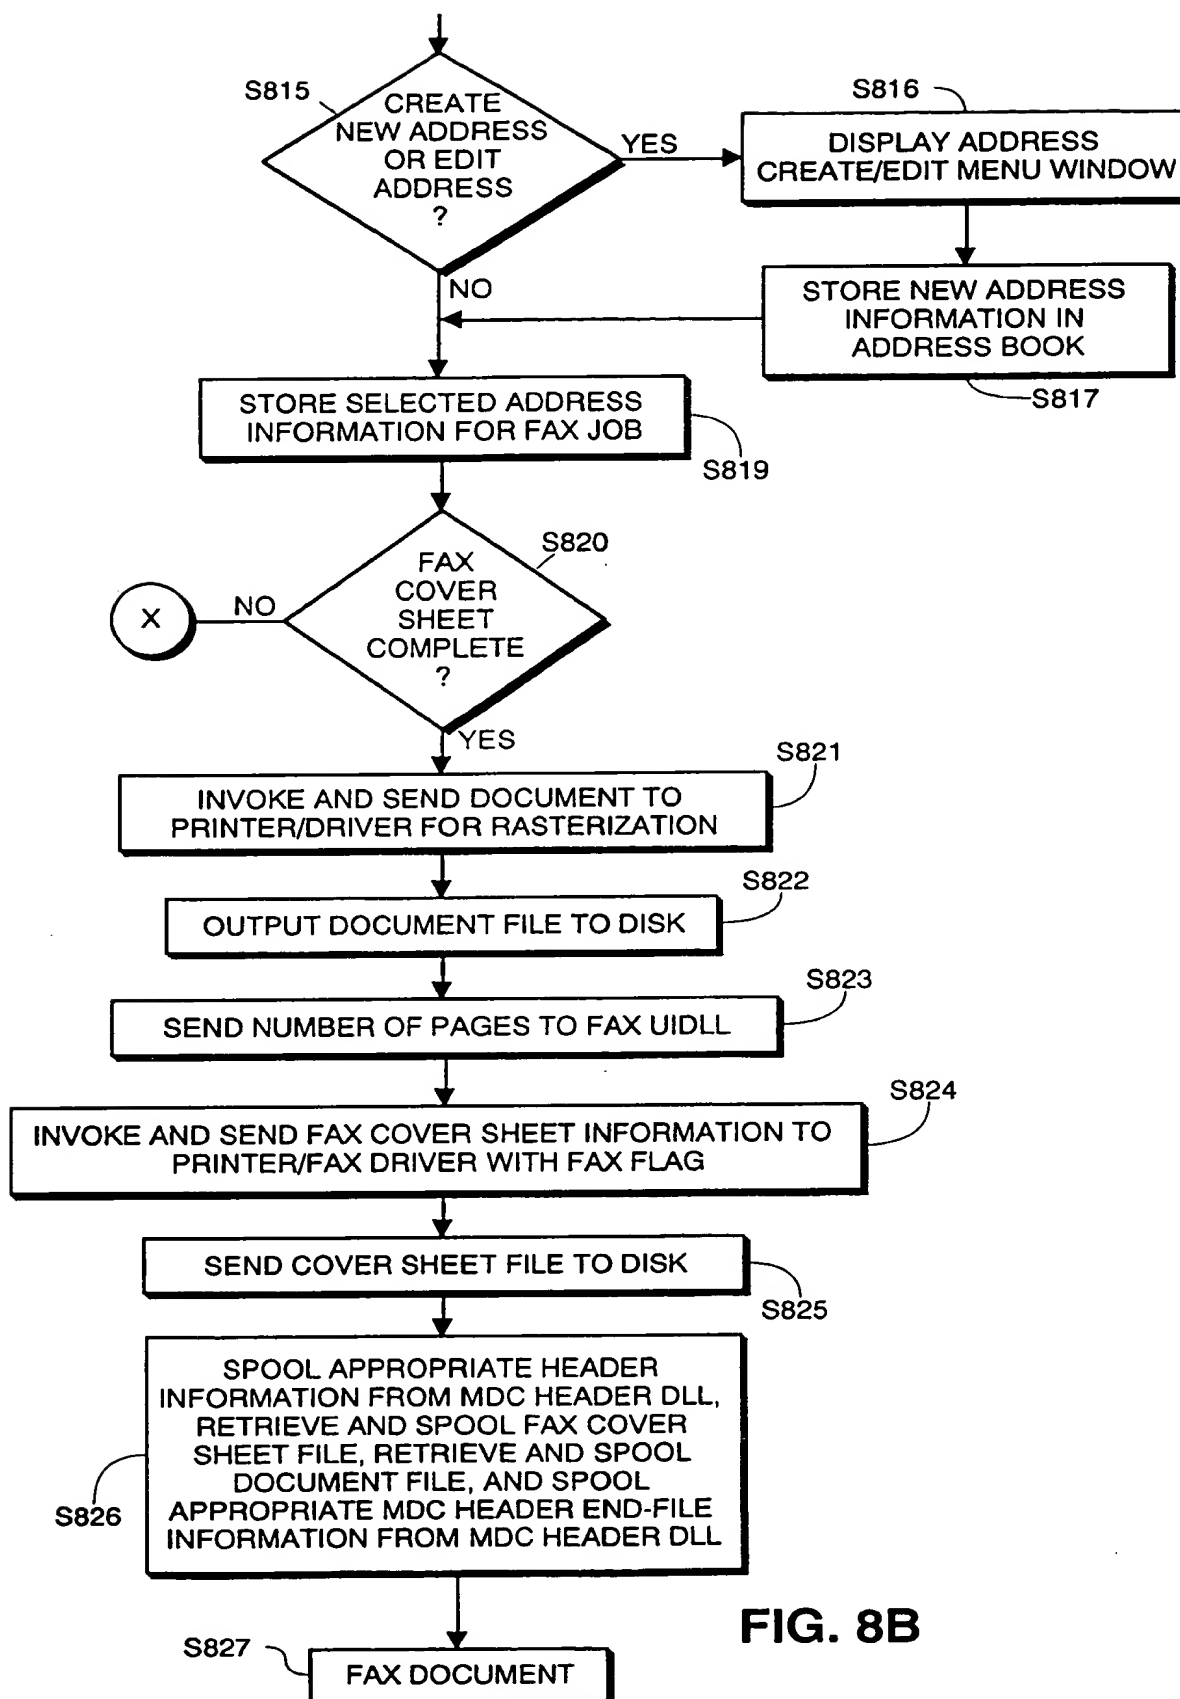 S815
CREATE
NEW ADDRESS
OR EDIT
ADDRESS
?
YES
S816
DISPLAY ADDRESS
CREATE/EDIT MENU WINDOW
NO
STORE NEW ADDRESS
INFORMATION IN
ADDRESS BOOK
S817
STORE SELECTED ADDRESS
INFORMATION FOR FAX JOB
S819
S820
FAX
COVER
SHEET
COMPLETE
?
NO
X
YES
S821
INVOKE AND SEND DOCUMENT TO
PRINTER/DRIVER FOR RASTERIZATION
S822
OUTPUT DOCUMENT FILE TO DISK
S823
SEND NUMBER OF PAGES TO FAX UIDLL
S824
INVOKE AND SEND FAX COVER SHEET INFORMATION TO
PRINTER/FAX DRIVER WITH FAX FLAG
SEND COVER SHEET FILE TO DISK
S825
SPOOL APPROPRIATE HEADER
INFORMATION FROM MDC HEADER DLL,
RETRIEVE AND SPOOL FAX COVER
SHEET FILE, RETRIEVE AND SPOOL
DOCUMENT FILE, AND SPOOL
APPROPRIATE MDC HEADER END-FILE
INFORMATION FROM MDC HEADER DLL
S826
FIG. 8B
S827
FAX DOCUMENT